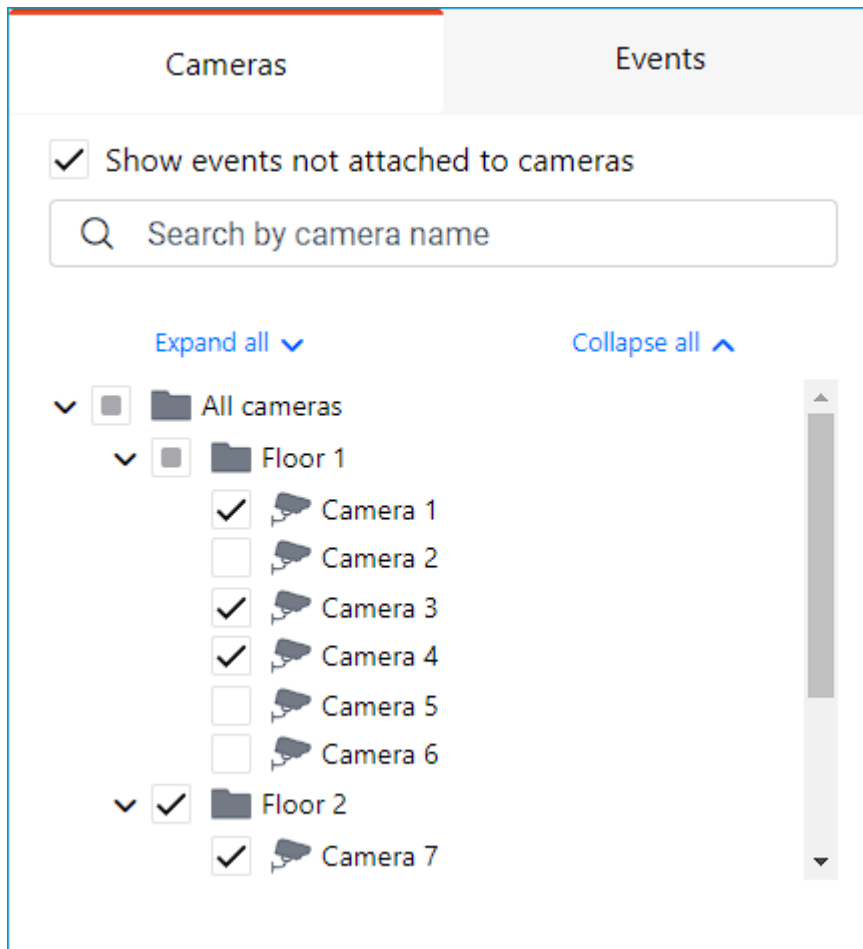 Cameras Events
Show events not attached to cameras
Search by camera name
Expand all Collapse all
All cameras
Floor 1
Camera 1
Camera 2
Camera 3
Camera 4
Camera 5
Camera 6
Floor 2
Camera 7